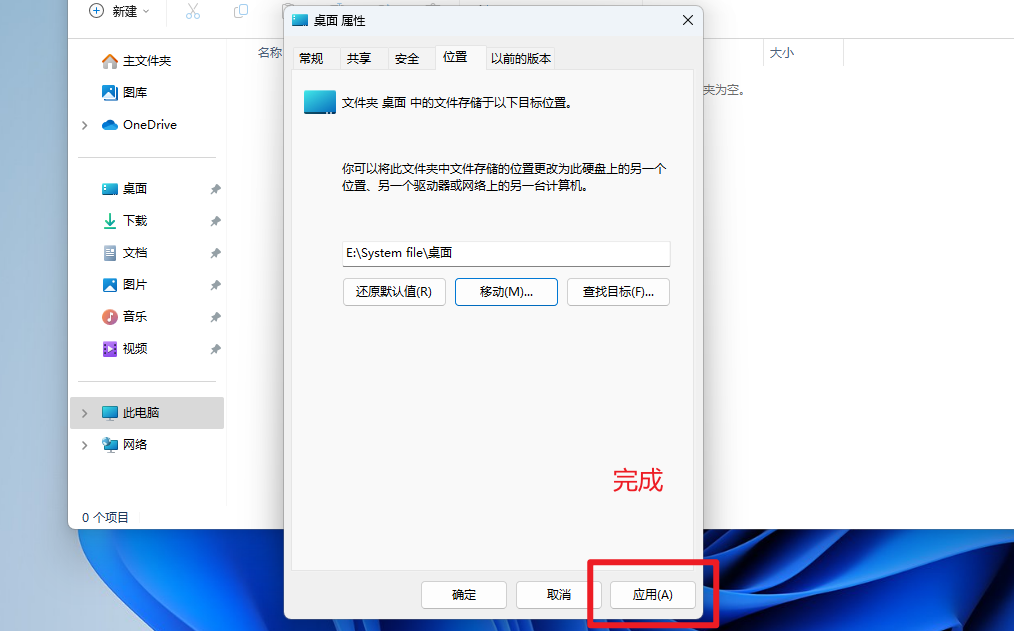 新建
桌面 属性
名称
大小
常规
共享
安全
位置
以前的版本
主文件夹
图库
OneDrive
桌面
下载
文档
图片
音乐
视频
此电脑
网络
0 个项目
夹为空。
文件夹 桌面 中的文件存储于以下目标位置。
你可以将此文件夹中文件存储的位置更改为此硬盘上的另一个
位置、另一个驱动器或网络上的另一台计算机。
E:\System file\桌面
还原默认值(R)
移动(M)...
查找目标(F)...
完成
确定
取消
应用(A)